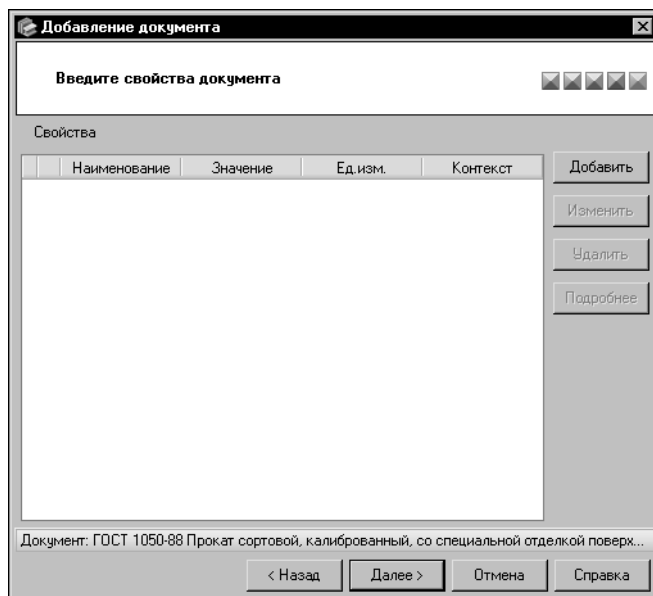 Добавление документа
Введите свойства документа
Свойства
Наименование Значение Ед.изм. Контекст
Добавить
Изменить
Удалить
Подробнее
Документ: ГОСТ 1050-88 Прокат сортовой, калиброванный, со специальной отделкой поверх...
< Назад Далее > Отмена Справка